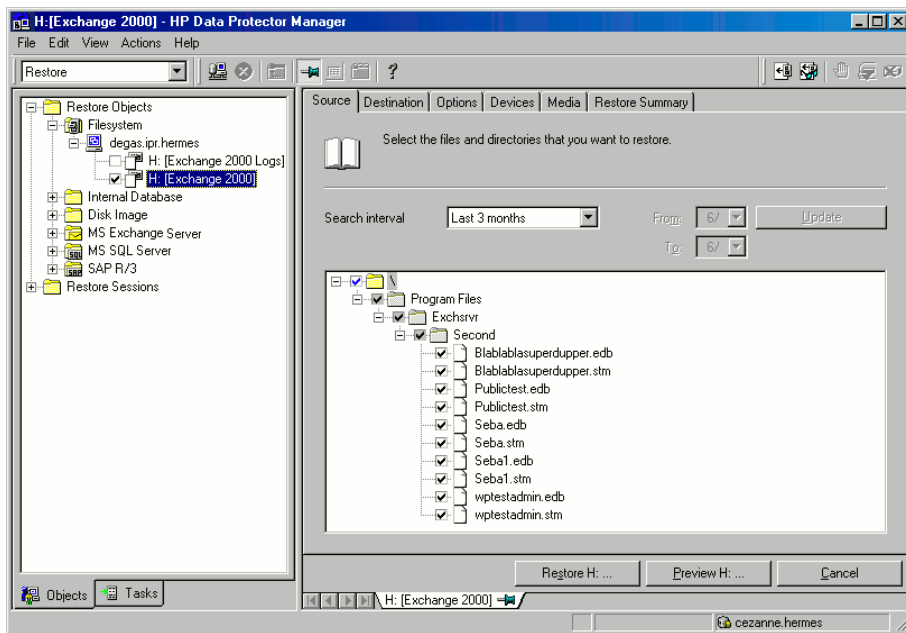 H:[Exchange 2000] - HP Data Protector Manager
File Edit View Actions Help
Restore
Restore Objects
Filesystem
degas.ipr.hermes
H: [Exchange 2000 Logs]
H: [Exchange 2000]
Internal Database
Disk Image
MS Exchange Server
MS SQL Server
SAP R/3
Restore Sessions
Objects Tasks
Source Destination Options Devices Media Restore Summary
Select the files and directories that you want to restore.
Search interval Last 3 months From: 6/ Update
To: 6/
\
Program Files
Exchsrvr
Second
Blablablasuperdupper.edb
Blablablasuperdupper.stm
Publictest.edb
Publictest.stm
Seba.edb
Seba.stm
Seba1.edb
Seba1.stm
wptestadmin.edb
wptestadmin.stm
Restore H: ... Preview H: ... Cancel
H: [Exchange 2000]
cezanne.hermes